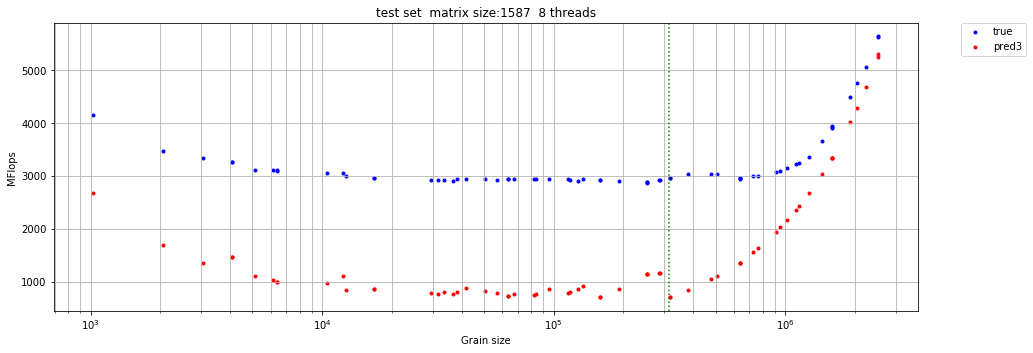 test set matrix size:1587 8 threads
true
pred3
MFlops
5000
4000
3000
2000
1000
10³
10⁴
10⁵
10⁶
Grain size